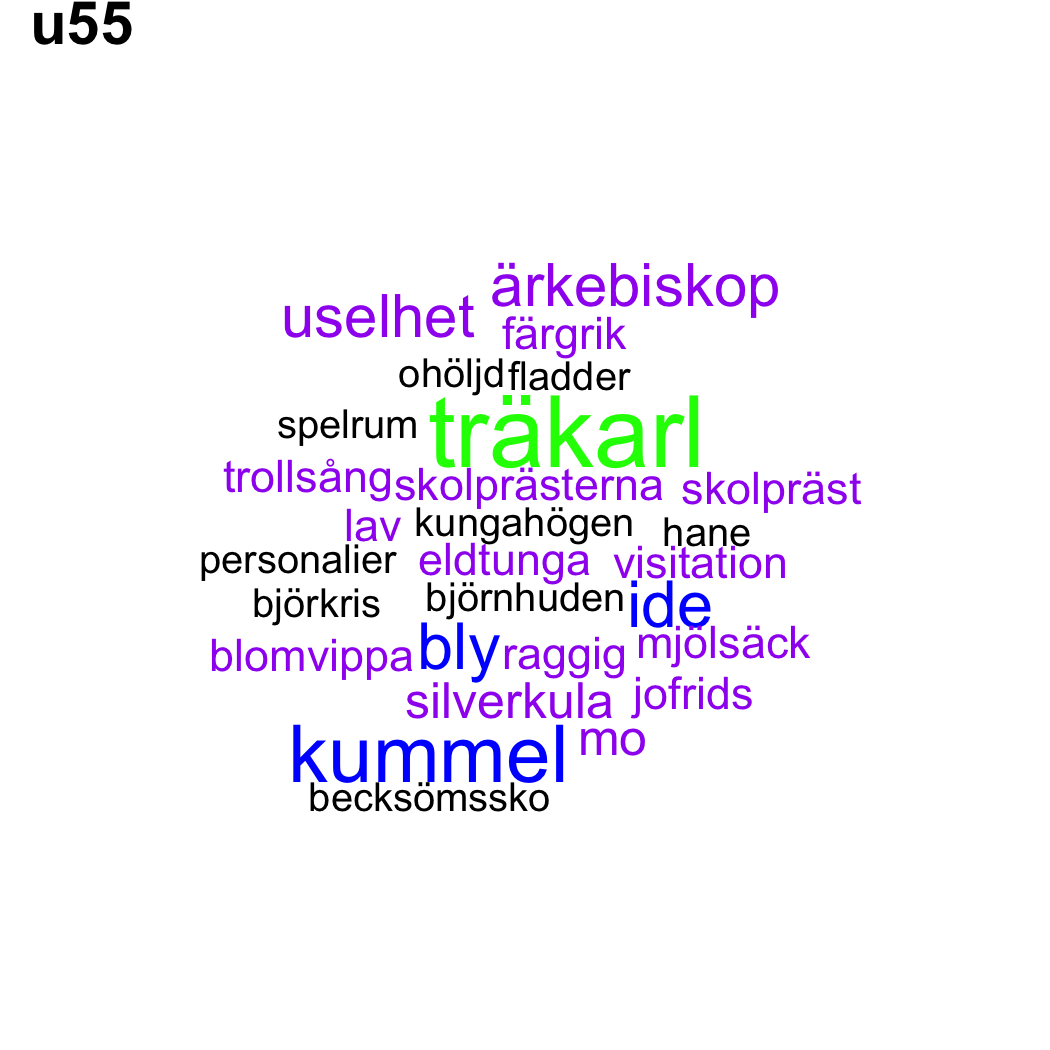 u55
ärkebiskop
uselhet
färgrik
ohöljd fladder
spelrum träkarl
trollsång skolprästerna skolpräst
lav kungahögen hane
personalier eldtunga visitation
björkris björnhuden ide
blomvippa bly raggig mjölsäck
silverkula jofrids
kummel mo
becksömssko